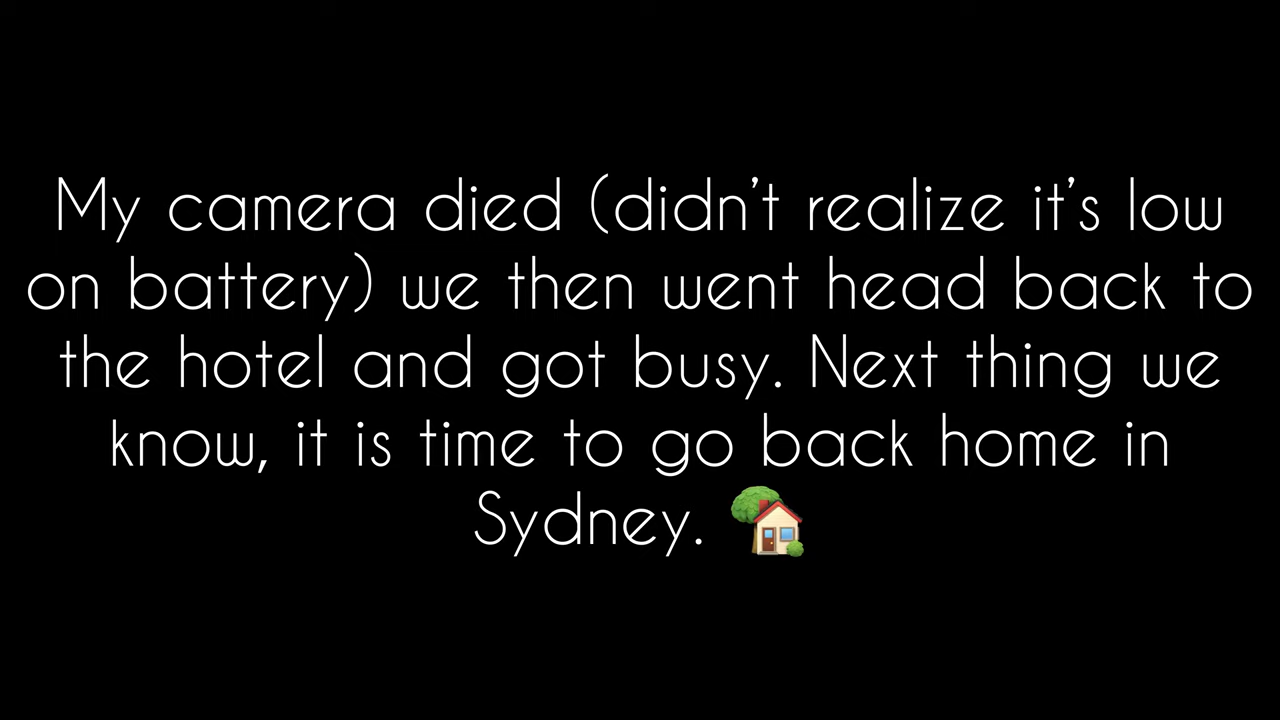 My camera died (didn’t realize it’s low
on battery) we then went head back to
the hotel and got busy. Next thing we
know, it is time to go back home in
Sydney. 🏡